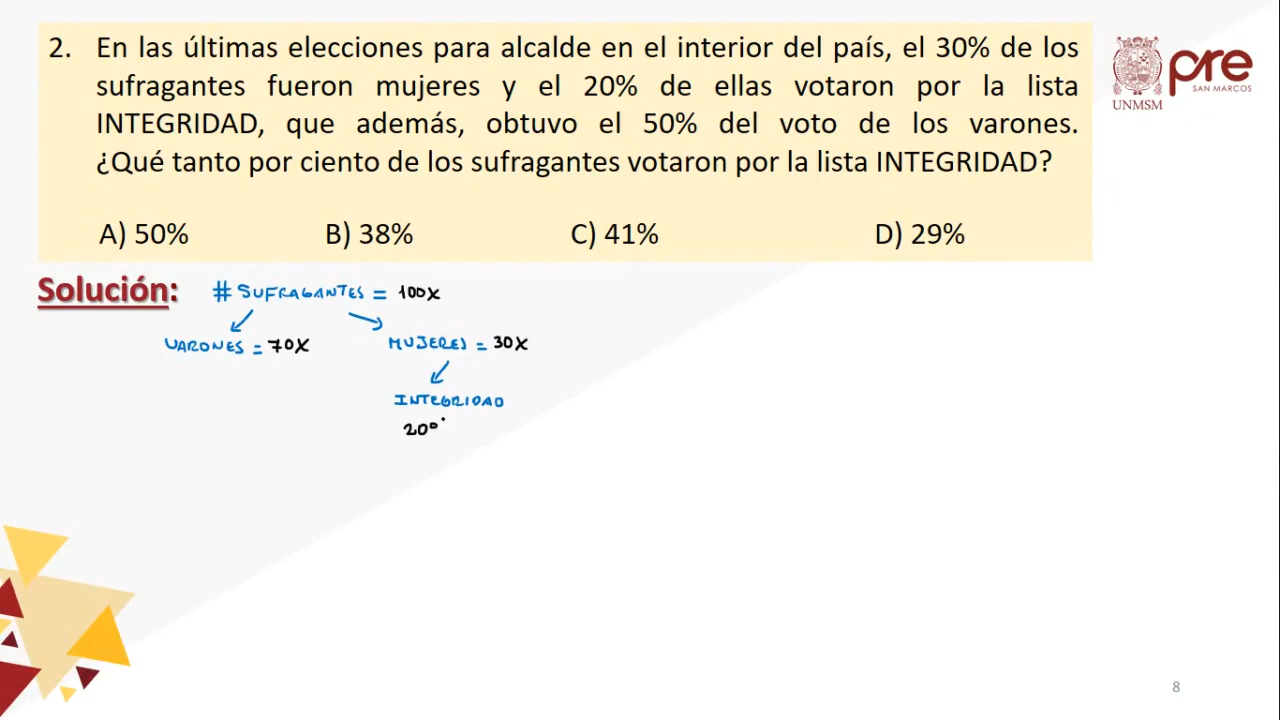 2. En las últimas elecciones para alcalde en el interior del país, el 30% de los
sufragantes fueron mujeres y el 20% de ellas votaron por la lista
INTEGRIDAD, que además, obtuvo el 50% del voto de los varones.
¿Qué tanto por ciento de los sufragantes votaron por la lista INTEGRIDAD?
A) 50% B) 38% C) 41% D) 29%
UNMSM
pre
SAN MARCOS
Solución: # SUFRAGANTES = 100X
VARONES = 70X MUJERES = 30X
INTEGRIDAD
20
8